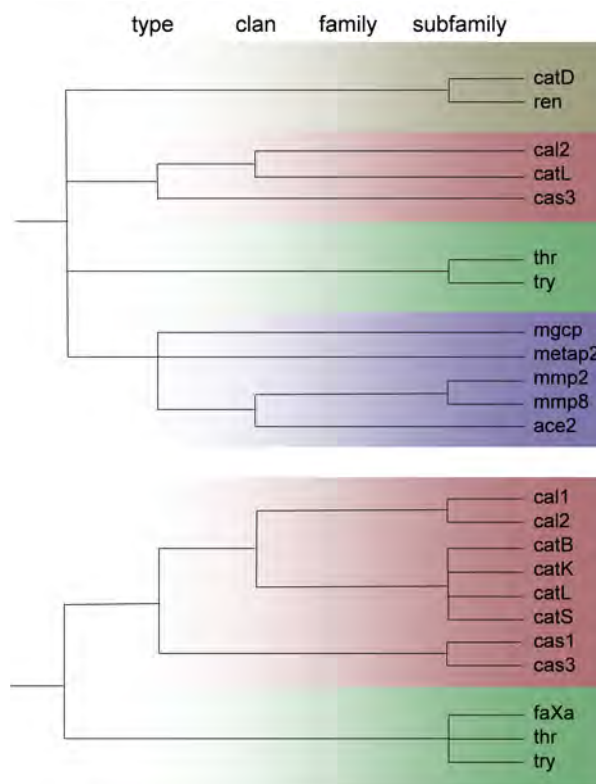 type clan family subfamily
catD
ren
cal2
catL
cas3
thr
try
mgcp
metap2
mmp2
mmp8
ace2
cal1
cal2
catB
catK
catL
catS
cas1
cas3
faXa
thr
try